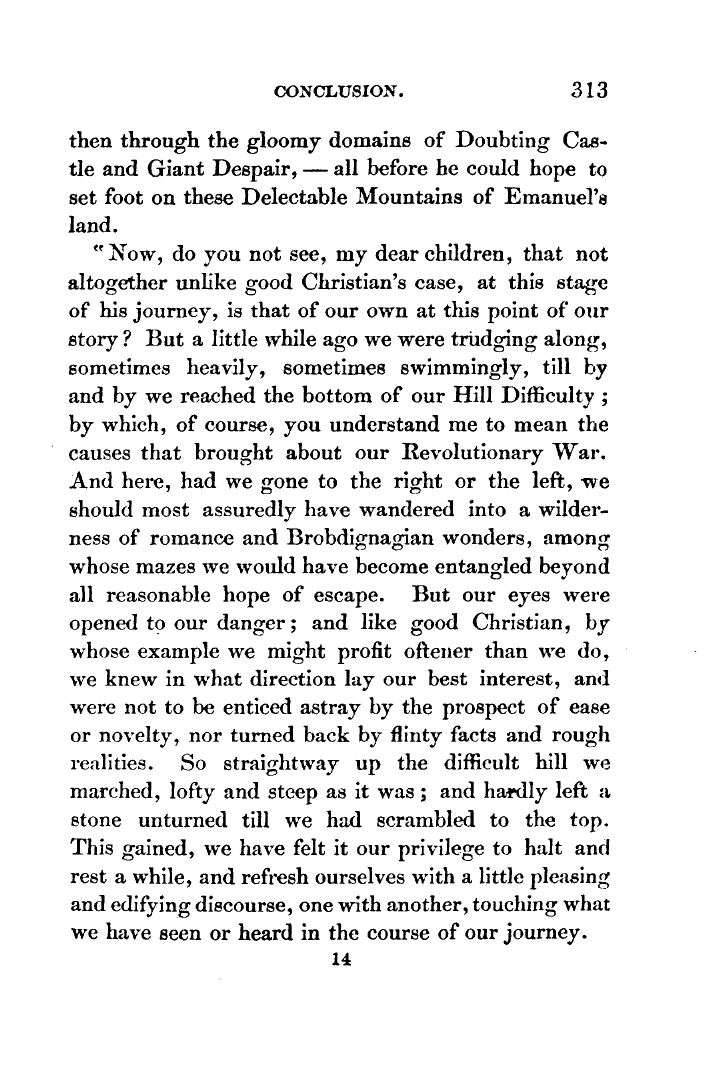 CONCLUSION. 313
then through the gloomy domains of Doubting Cas-
tle and Giant Despair, — all before he could hope to
set foot on these Delectable Mountains of Emanuel's
land.
"Now, do you not see, my dear children, that not
altogether unlike good Christian's case, at this stage
of his journey, is that of our own at this point of our
story? But a little while ago we were trudging along,
sometimes heavily, sometimes swimmingly, till by
and by we reached the bottom of our Hill Difficulty;
by which, of course, you understand me to mean the
causes that brought about our Revolutionary War.
And here, had we gone to the right or the left, we
should most assuredly have wandered into a wilder-
ness of romance and Brobdignagian wonders, among
whose mazes we would have become entangled beyond
all reasonable hope of escape. But our eyes were
opened to our danger; and like good Christian, by
whose example we might profit oftener than we do,
we knew in what direction lay our best interest, and
were not to be enticed astray by the prospect of ease
or novelty, nor turned back by flinty facts and rough
realities. So straightway up the difficult hill we
marched, lofty and steep as it was; and hardly left a
stone unturned till we had scrambled to the top.
This gained, we have felt it our privilege to halt and
rest a while, and refresh ourselves with a little pleasing
and edifying discourse, one with another, touching what
we have seen or heard in the course of our journey.
14